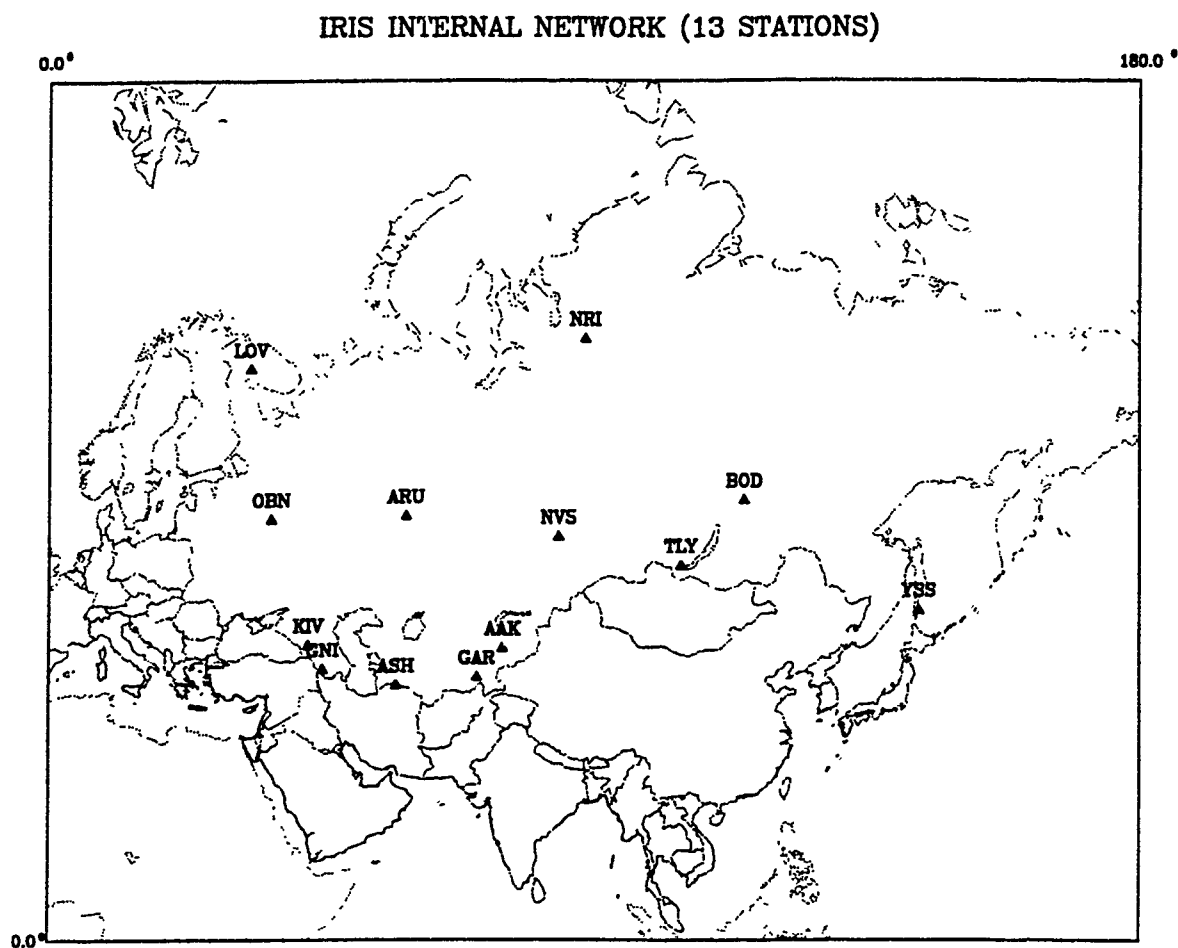 IRIS INTERNAL NETWORK (13 STATIONS)
0.0°
180.0 °
NRI
LOV
BOD
OBN
ARU
NVS
TLY
YSS
KIV
AAK
GNI
GAR
ASH
0.0°